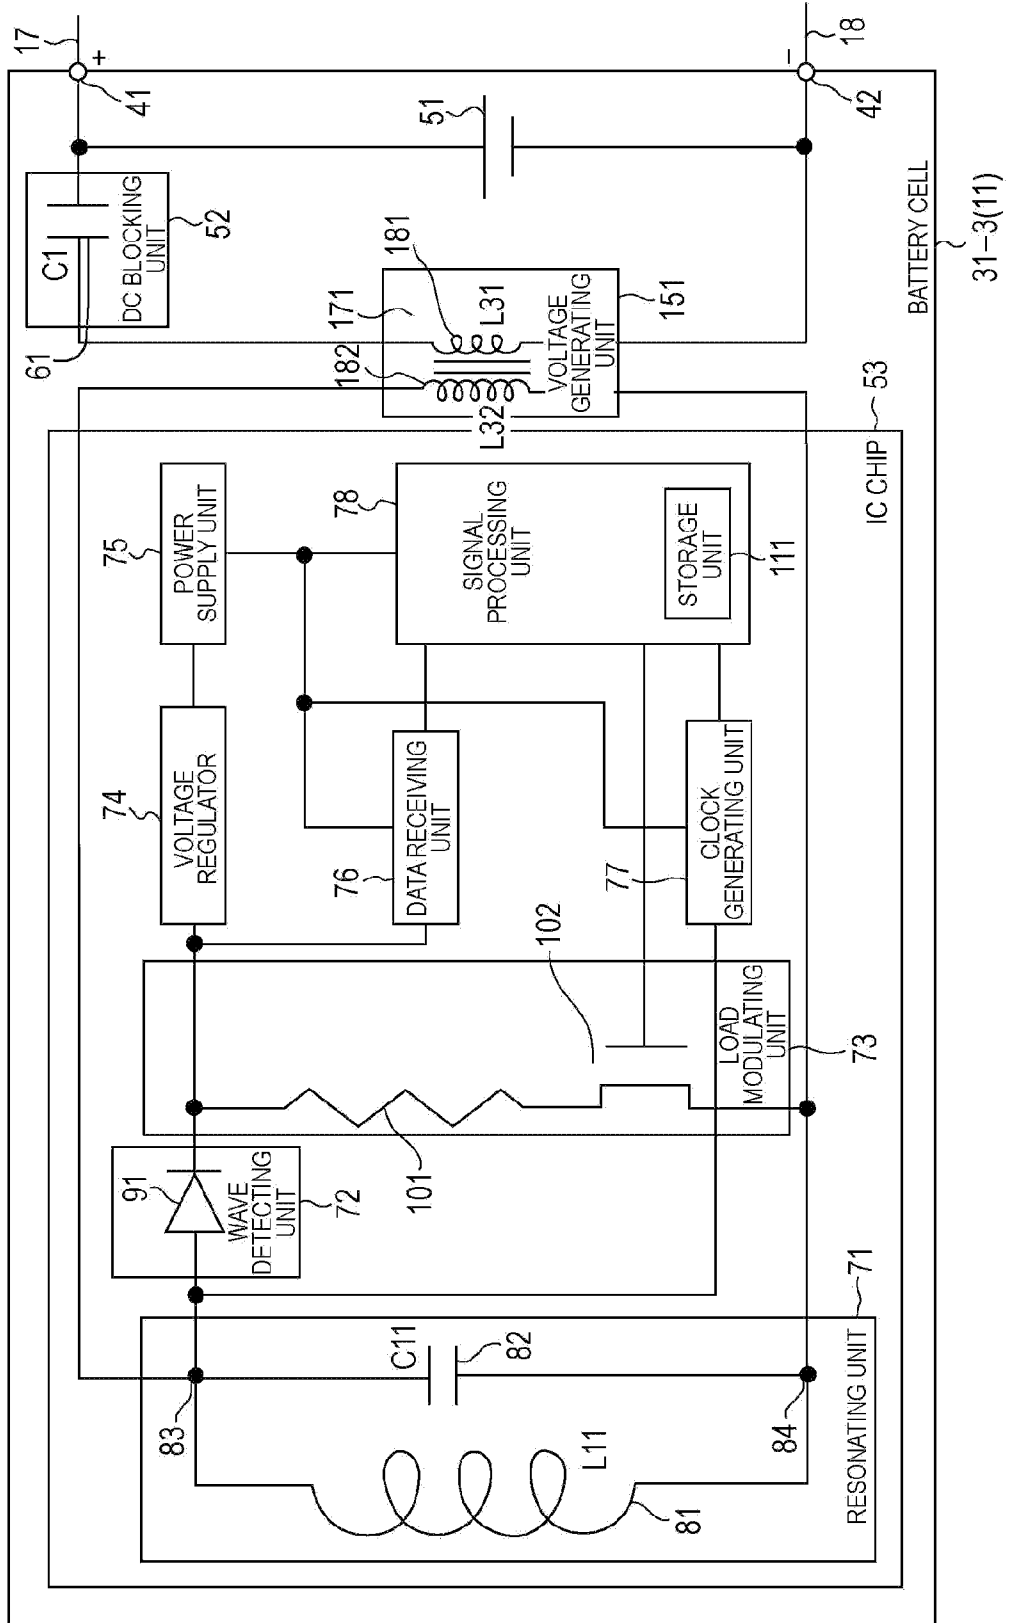 31-3(11)
BATTERY CELL
IC CHIP
53
17
+
41
18
-
42
51
C1
DC BLOCKING
UNIT
52
61
171
181
182
L31
L32
VOLTAGE
GENERATING
UNIT
151
75
POWER
SUPPLY UNIT
78
SIGNAL
PROCESSING
UNIT
STORAGE
UNIT
111
74
VOLTAGE
REGULATOR
76
DATA RECEIVING
UNIT
77
CLOCK
GENERATING UNIT
102
101
LOAD
MODULATING
UNIT
73
91
WAVE
DETECTING
UNIT
72
71
RESONATING UNIT
83
C11
82
84
L11
81